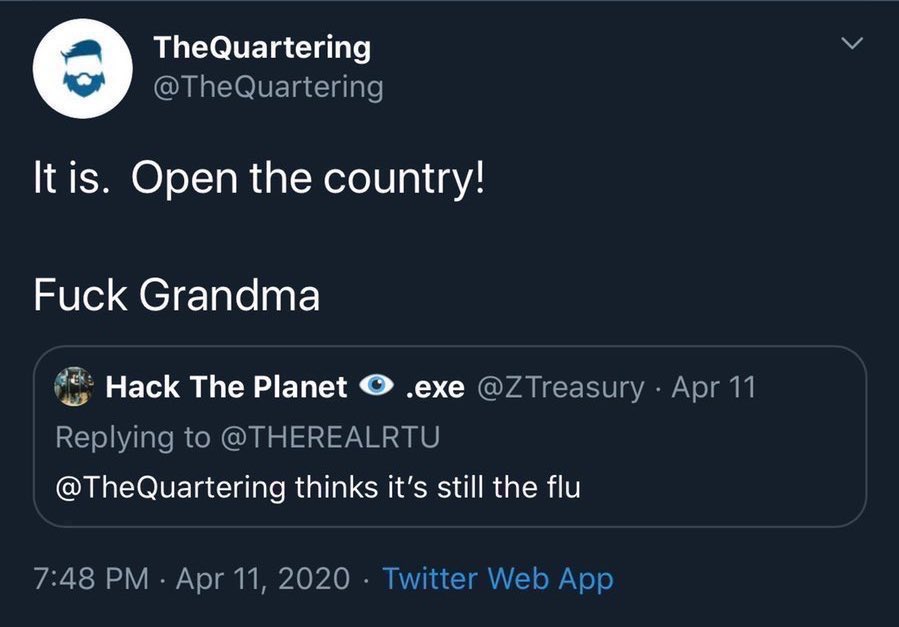 TheQuartering
@TheQuartering
It is. Open the country!
Fuck Grandma
Hack The Planet 👁 .exe @ZTreasury · Apr 11
Replying to @THEREALRTU
@TheQuartering thinks it’s still the flu
7:48 PM · Apr 11, 2020 · Twitter Web App